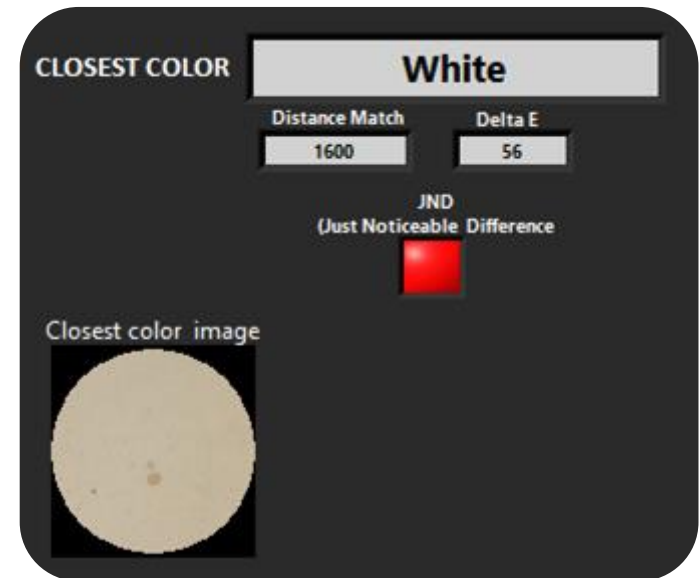 CLOSEST COLOR White
Distance Match Delta E
1600 56
JND
(Just Noticeable Difference
Closest color image